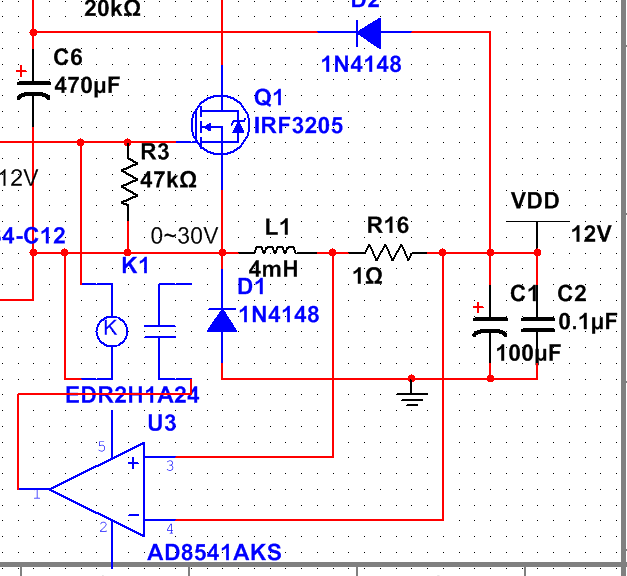 20kΩ
D2
1N4148
C6
+
470µF
Q1
IRF3205
R3
47kΩ
12V
VDD
4-C12
0~30V
L1
R16
12V
K1
4mH
1Ω
D1
1N4148
+
C1
C2
0.1µF
K
100µF
EDR2H1A24
U3
5
+
3
1
2
−
4
AD8541AKS